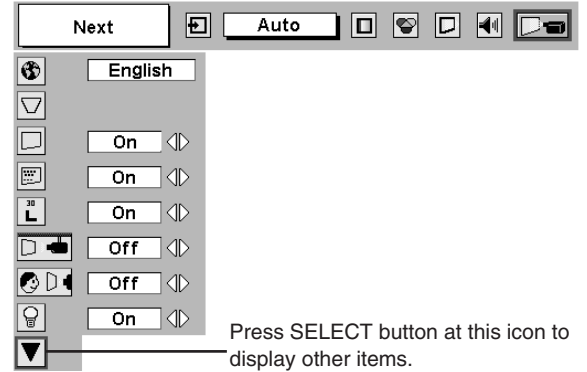 Next
Auto
English
On
On
30
L
On
Off
Off
On
Press SELECT button at this icon to
display other items.